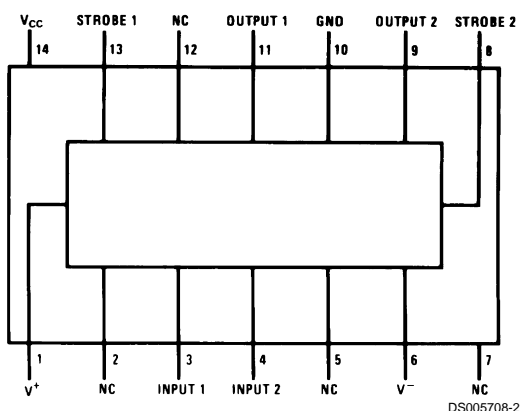 VCC STROBE 1 NC OUTPUT 1 GND OUTPUT 2 STROBE 2
14 13 12 11 10 9 8
1 2 3 4 5 6 7
V+ NC INPUT 1 INPUT 2 NC V− NC
DS005708-2